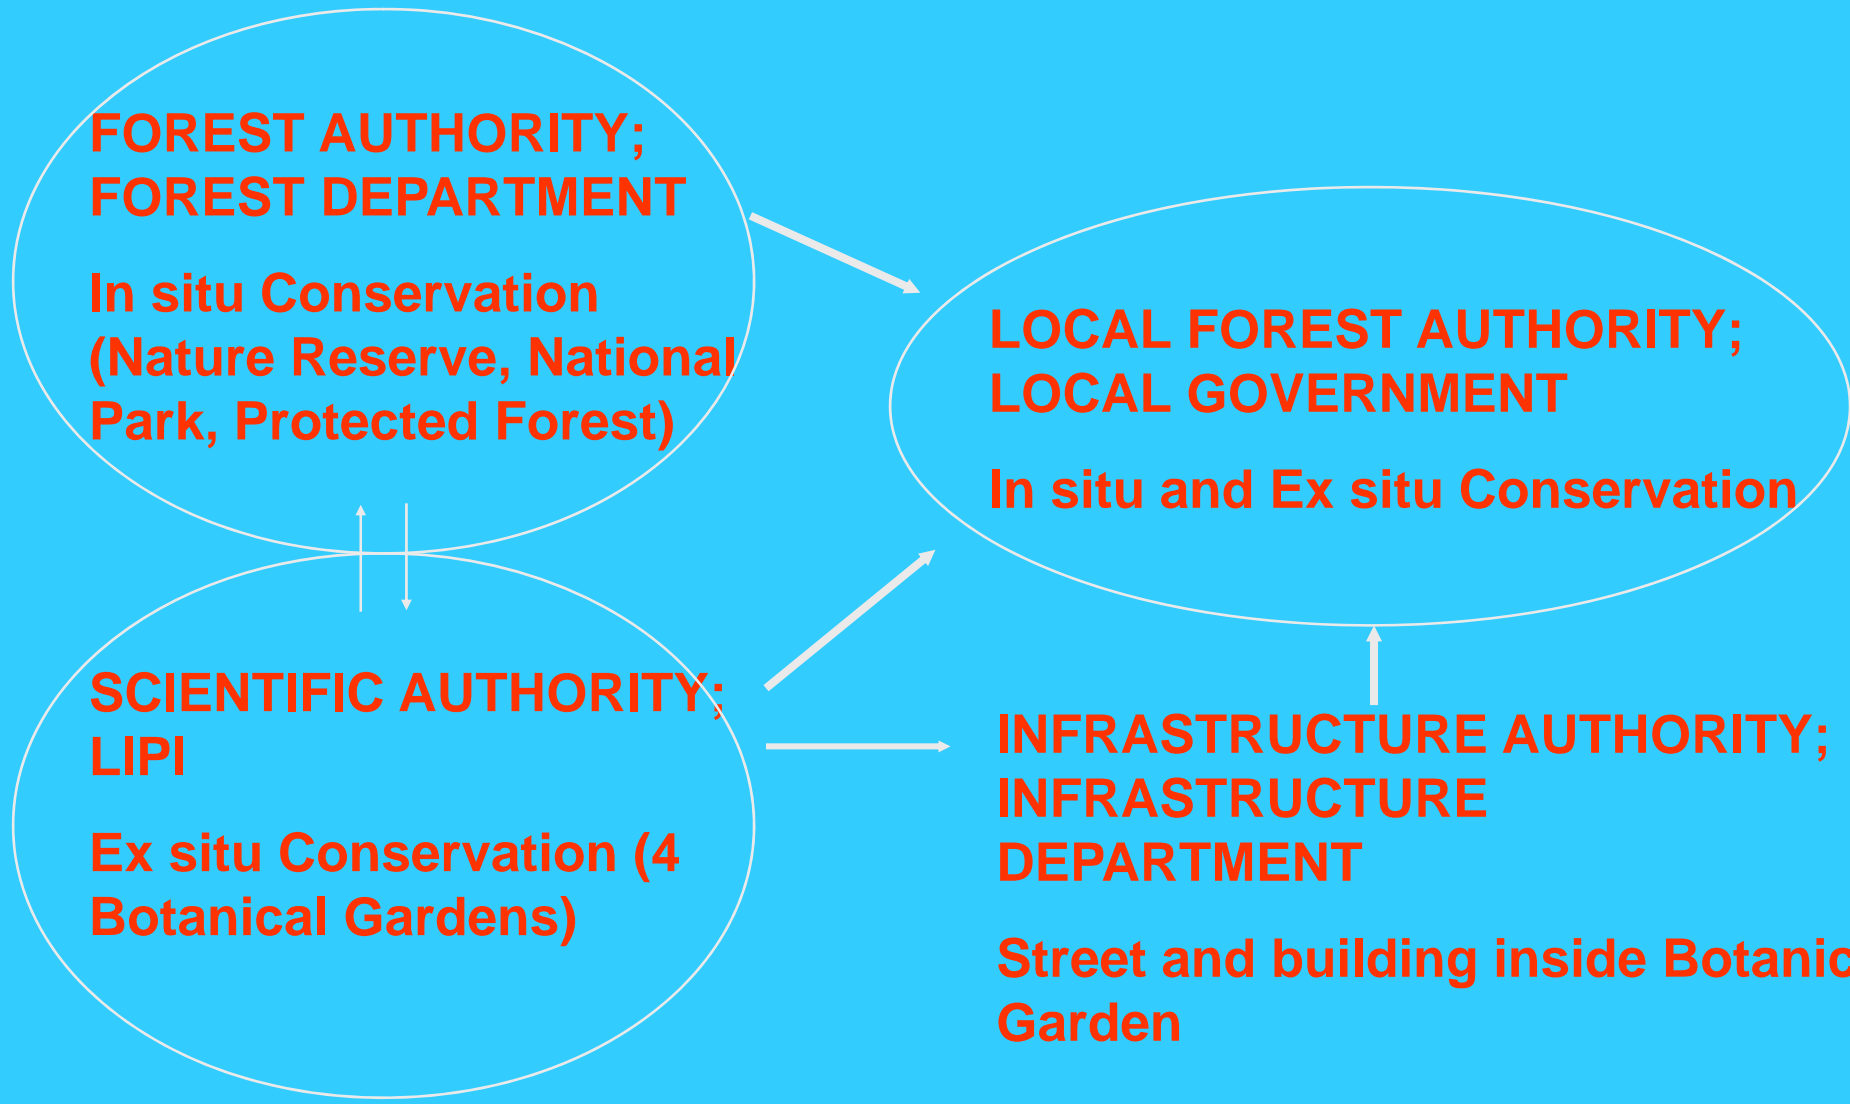 FOREST AUTHORITY;
FOREST DEPARTMENT
In situ Conservation
(Nature Reserve, National
Park, Protected Forest)
LOCAL FOREST AUTHORITY;
LOCAL GOVERNMENT
In situ and Ex situ Conservation
SCIENTIFIC AUTHORITY;
LIPI
Ex situ Conservation (4
Botanical Gardens)
INFRASTRUCTURE AUTHORITY;
INFRASTRUCTURE
DEPARTMENT
Street and building inside Botanic
Garden